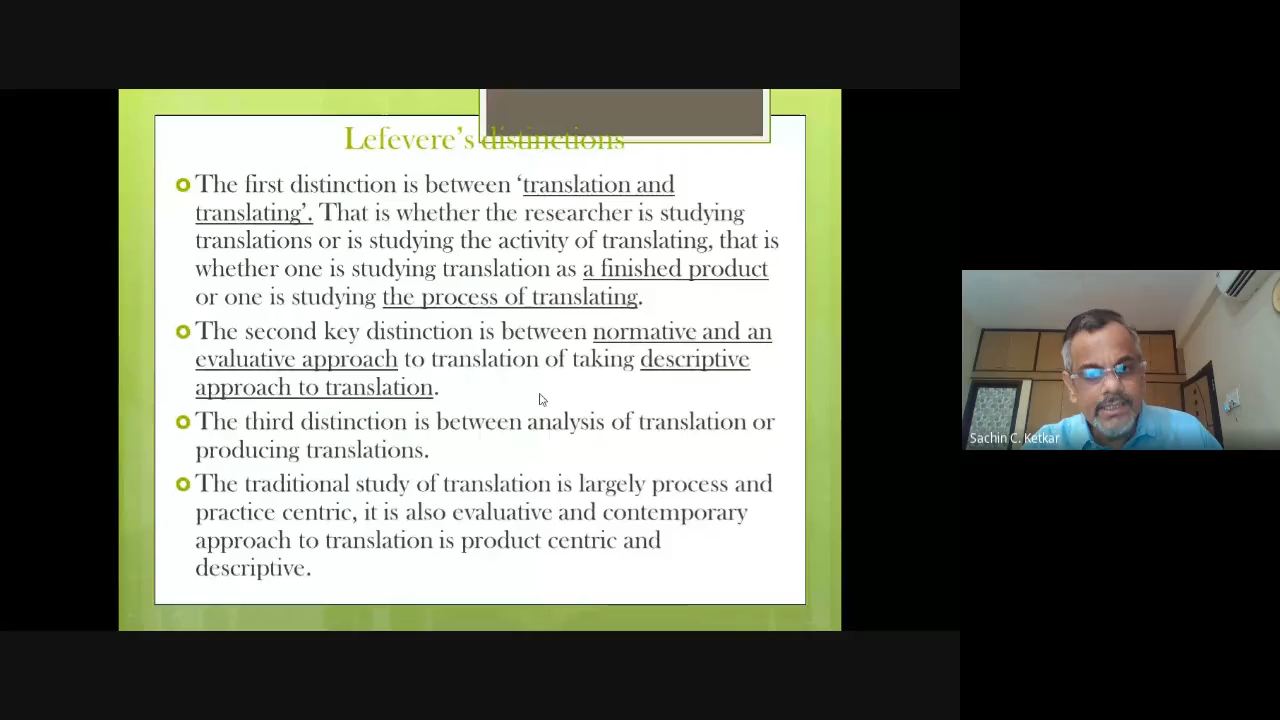 Lefevere's distinctions
The first distinction is between ‘translation and
translating’. That is whether the researcher is studying
translations or is studying the activity of translating, that is
whether one is studying translation as a finished product
or one is studying the process of translating.
The second key distinction is between normative and an
evaluative approach to translation of taking descriptive
approach to translation.
The third distinction is between analysis of translation or
producing translations.
The traditional study of translation is largely process and
practice centric, it is also evaluative and contemporary
approach to translation is product centric and
descriptive.
Sachin C. Ketkar